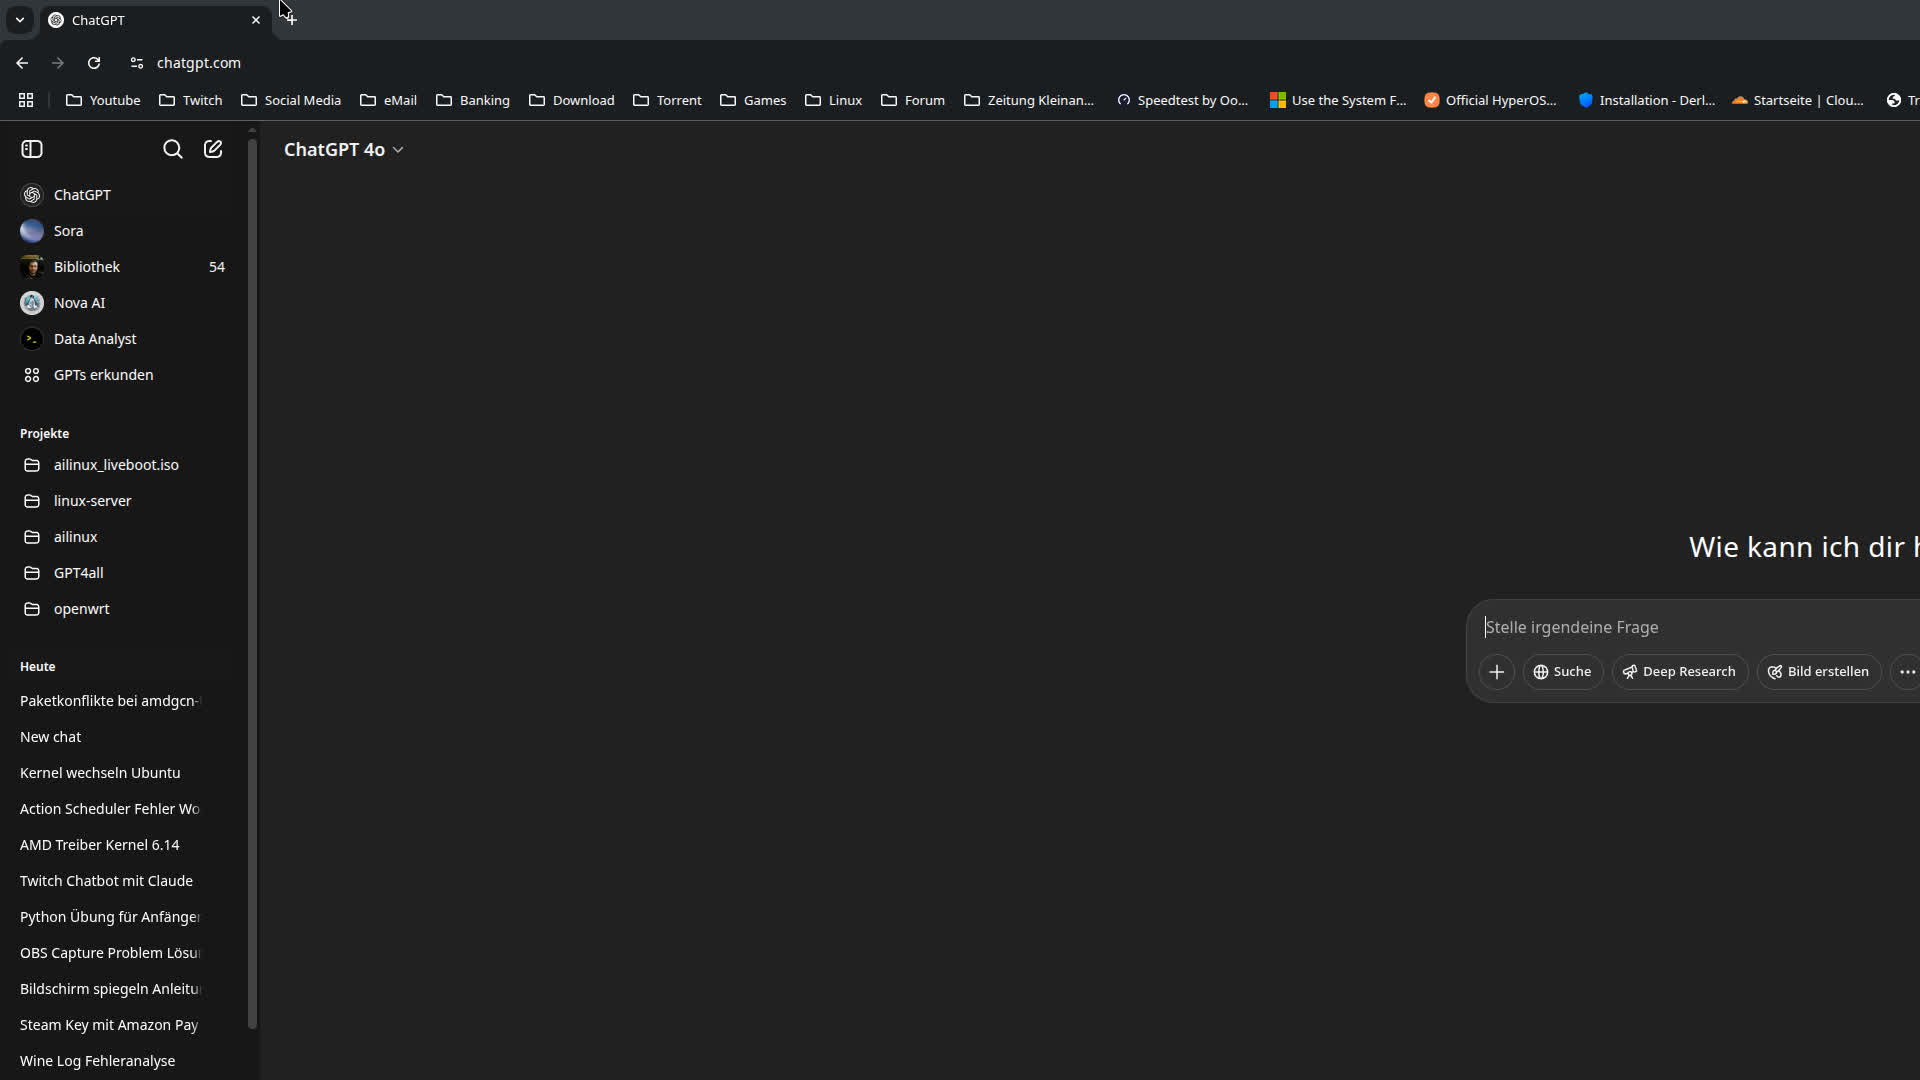 ChatGPT
chatgpt.com
Youtube
Twitch
Social Media
eMail
Banking
Download
Torrent
Games
Linux
Forum
Zeitung Kleinan...
Speedtest by Oo...
Use the System F...
Official HyperOS...
Installation - Derl...
Startseite | Clou...
Tr
ChatGPT 4o
ChatGPT
Sora
Bibliothek 54
Nova AI
Data Analyst
GPTs erkunden
Projekte
ailinux_liveboot.iso
linux-server
ailinux
GPT4all
openwrt
Heute
Paketkonflikte bei amdgcn-
New chat
Kernel wechseln Ubuntu
Action Scheduler Fehler Wo
AMD Treiber Kernel 6.14
Twitch Chatbot mit Claude
Python Übung für Anfänger
OBS Capture Problem Lösu
Bildschirm spiegeln Anleitu
Steam Key mit Amazon Pay
Wine Log Fehleranalyse
Wie kann ich dir h
Stelle irgendeine Frage
Suche
Deep Research
Bild erstellen